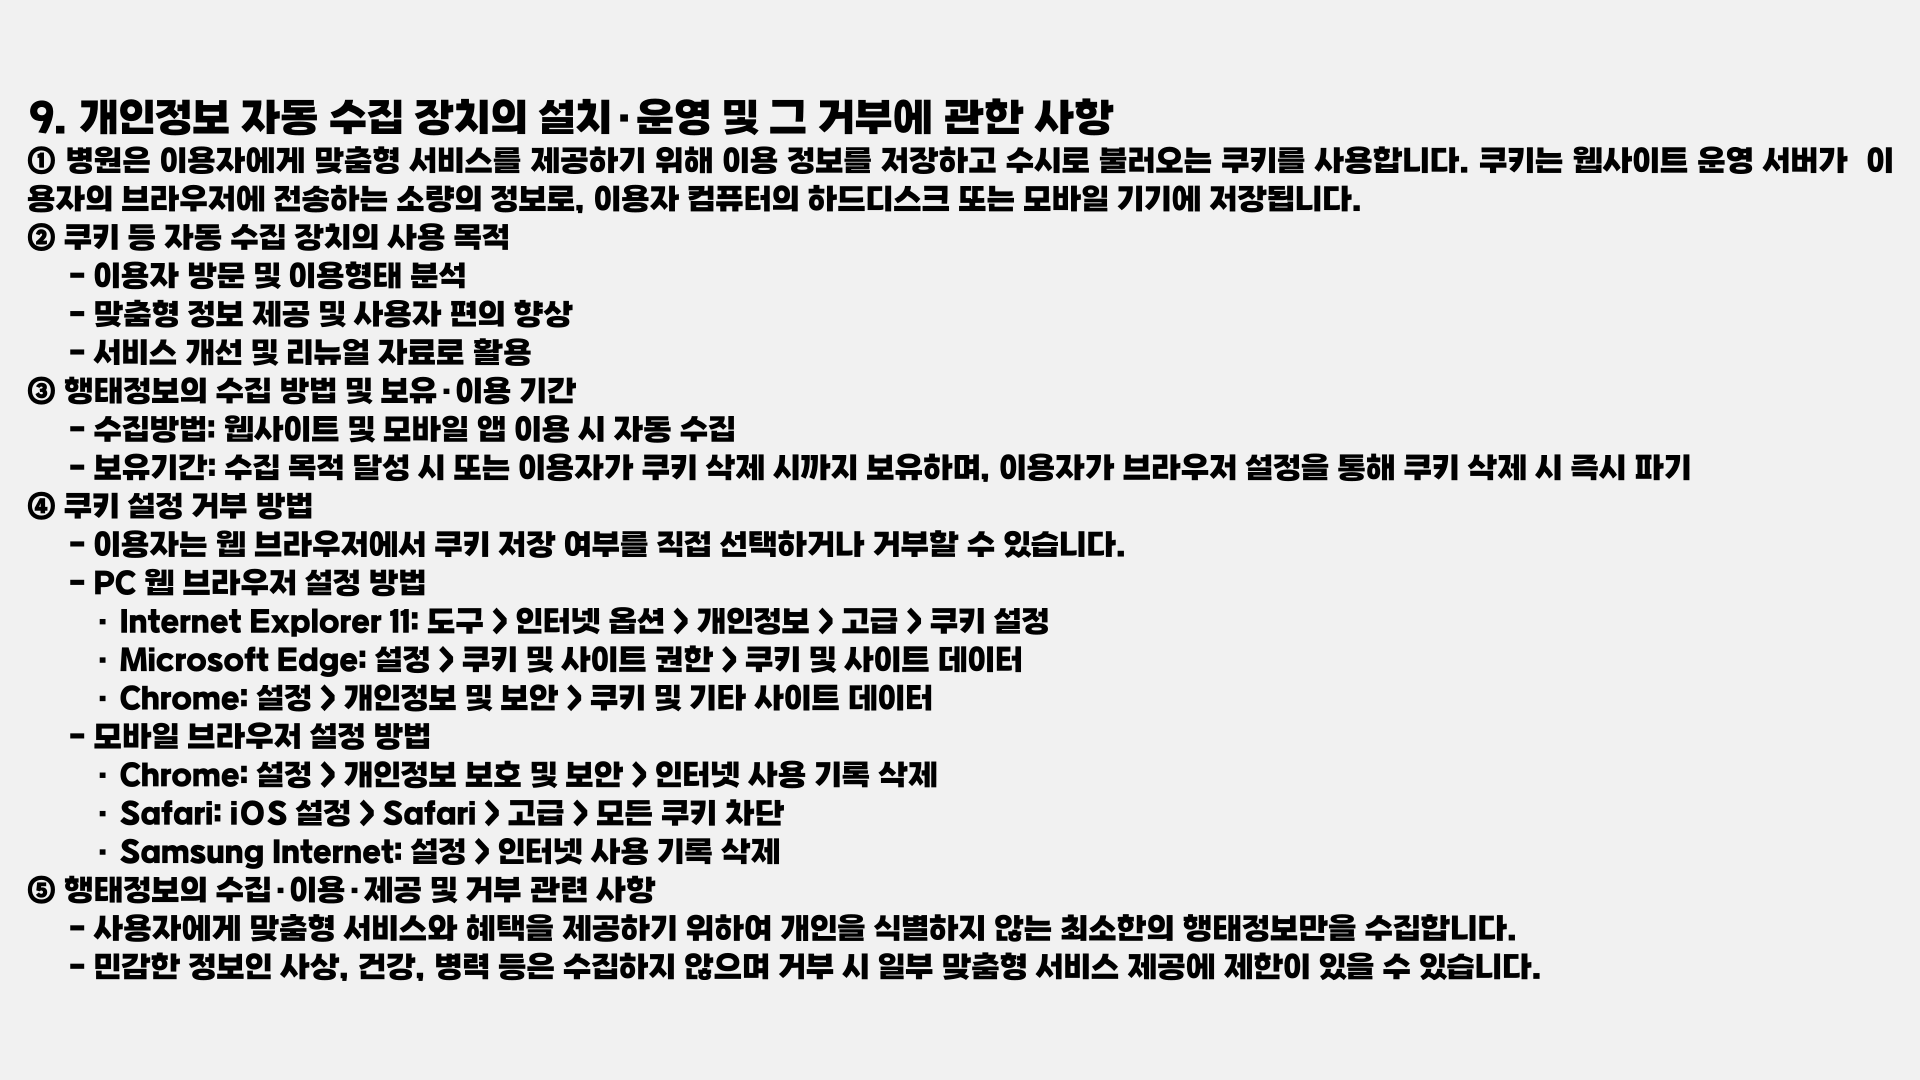 9. 개인정보 자동 수집 장치의 설치·운영 및 그 거부에 관한 사항
① 병원은 이용자에게 맞춤형 서비스를 제공하기 위해 이용 정보를 저장하고 수시로 불러오는 쿠키를 사용합니다. 쿠키는 웹사이트 운영 서버가 이
용자의 브라우저에 전송하는 소량의 정보로, 이용자 컴퓨터의 하드디스크 또는 모바일 기기에 저장됩니다.
② 쿠키 등 자동 수집 장치의 사용 목적
- 이용자 방문 및 이용형태 분석
- 맞춤형 정보 제공 및 사용자 편의 향상
- 서비스 개선 및 리뉴얼 자료로 활용
③ 행태정보의 수집 방법 및 보유·이용 기간
- 수집방법: 웹사이트 및 모바일 앱 이용 시 자동 수집
- 보유기간: 수집 목적 달성 시 또는 이용자가 쿠키 삭제 시까지 보유하며, 이용자가 브라우저 설정을 통해 쿠키 삭제 시 즉시 파기
④ 쿠키 설정 거부 방법
- 이용자는 웹 브라우저에서 쿠키 저장 여부를 직접 선택하거나 거부할 수 있습니다.
- PC 웹 브라우저 설정 방법
· Internet Explorer 11: 도구 > 인터넷 옵션 > 개인정보 > 고급 > 쿠키 설정
· Microsoft Edge: 설정 > 쿠키 및 사이트 권한 > 쿠키 및 사이트 데이터
· Chrome: 설정 > 개인정보 및 보안 > 쿠키 및 기타 사이트 데이터
- 모바일 브라우저 설정 방법
· Chrome: 설정 > 개인정보 보호 및 보안 > 인터넷 사용 기록 삭제
· Safari: iOS 설정 > Safari > 고급 > 모든 쿠키 차단
· Samsung Internet: 설정 > 인터넷 사용 기록 삭제
⑤ 행태정보의 수집·이용·제공 및 거부 관련 사항
- 사용자에게 맞춤형 서비스와 혜택을 제공하기 위하여 개인을 식별하지 않는 최소한의 행태정보만을 수집합니다.
- 민감한 정보인 사상, 건강, 병력 등은 수집하지 않으며 거부 시 일부 맞춤형 서비스 제공에 제한이 있을 수 있습니다.